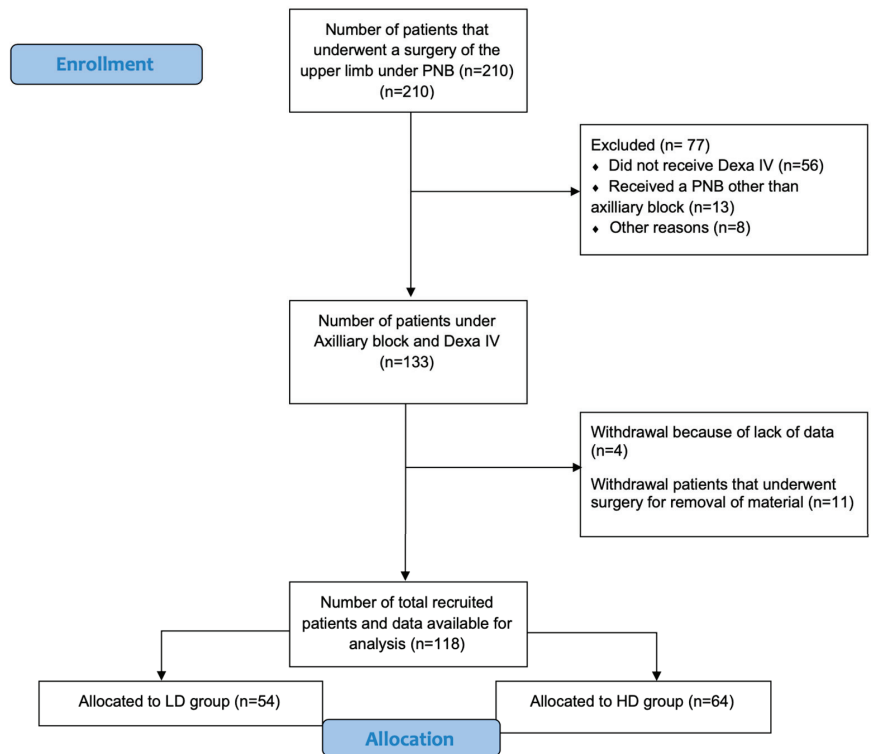 Enrollment
Number of patients that
underwent a surgery of the
upper limb under PNB (n=210)
(n=210)
Excluded (n= 77)
♦ Did not receive Dexa IV (n=56)
♦ Received a PNB other than
axilliary block (n=13)
♦ Other reasons (n=8)
Number of patients under
Axilliary block and Dexa IV
(n=133)
Withdrawal because of lack of data
(n=4)
Withdrawal patients that underwent
surgery for removal of material (n=11)
Number of total recruited
patients and data available for
analysis (n=118)
Allocated to LD group (n=54)
Allocated to HD group (n=64)
Allocation